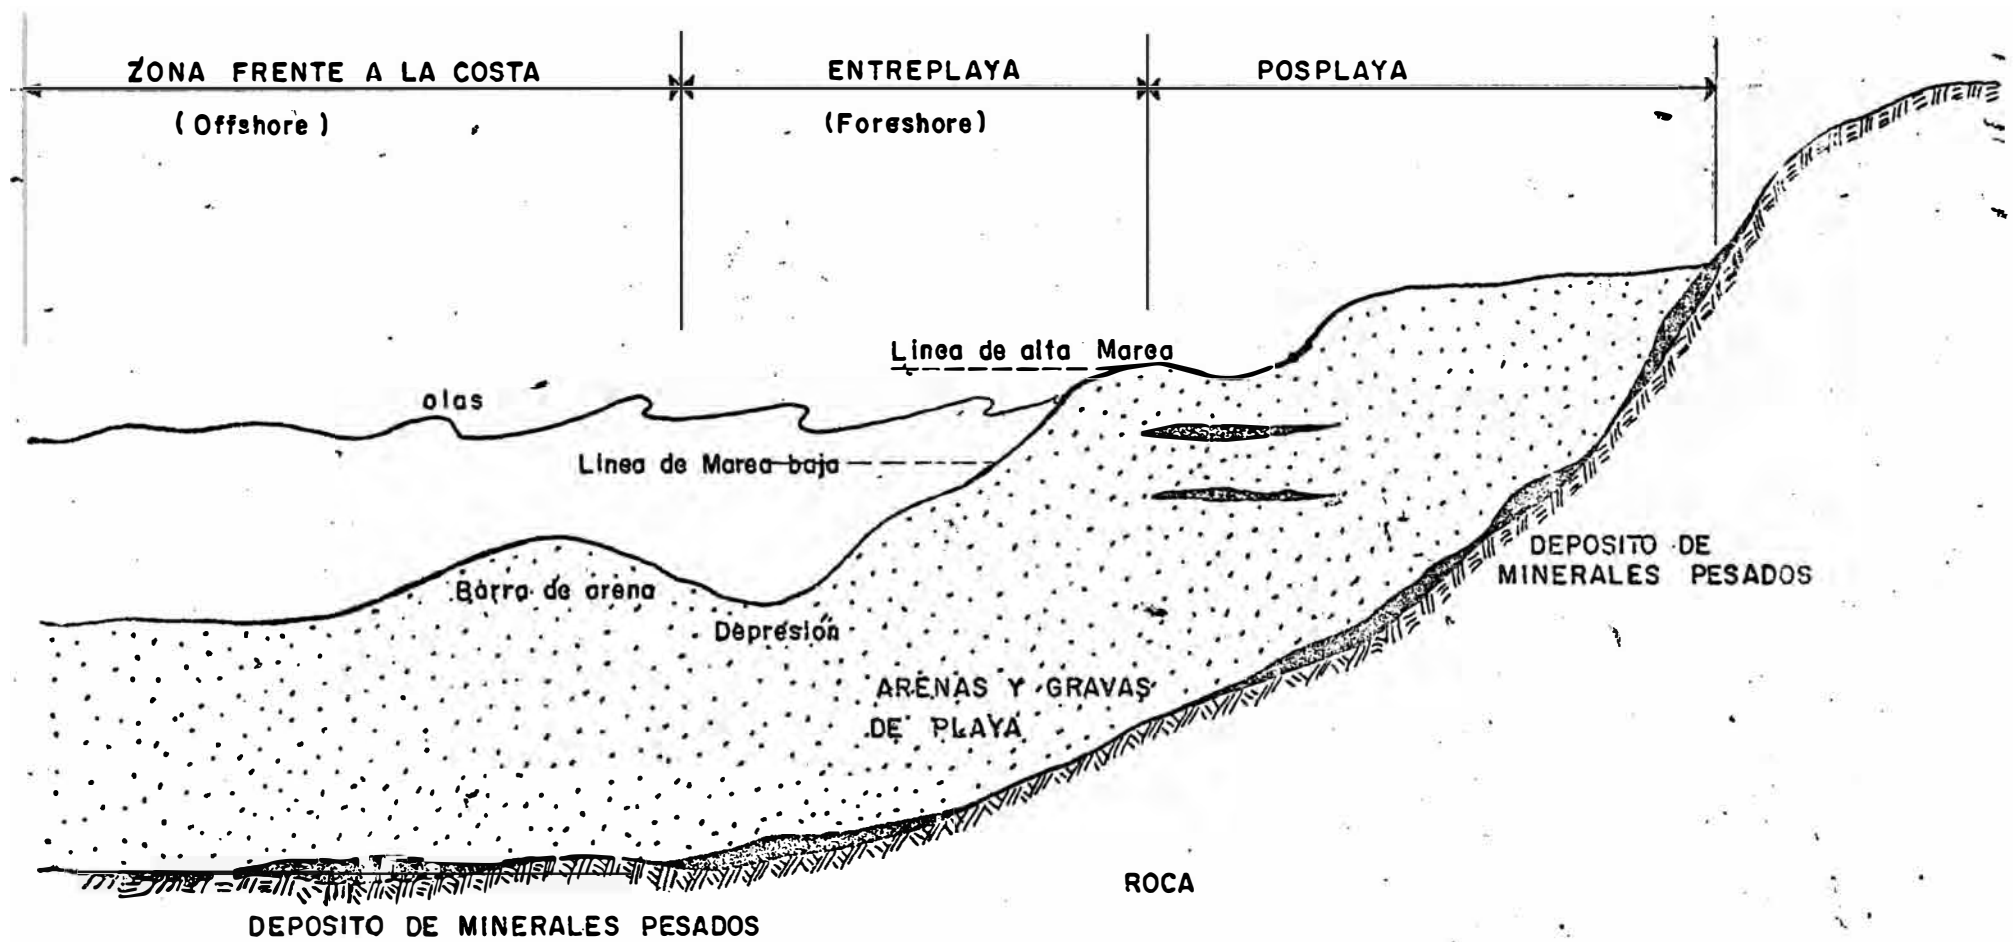 ZONA FRENTE A LA COSTA
(Offshore)
ENTREPLAYA
(Foreshore)
POSPLAYA
Linea de alta Marea
olas
Linea de Marea baja
Barra de arena
Depresión
DEPOSITO DE
MINERALES PESADOS
ARENAS Y GRAVAS
DE PLAYA
ROCA
DEPOSITO DE MINERALES PESADOS